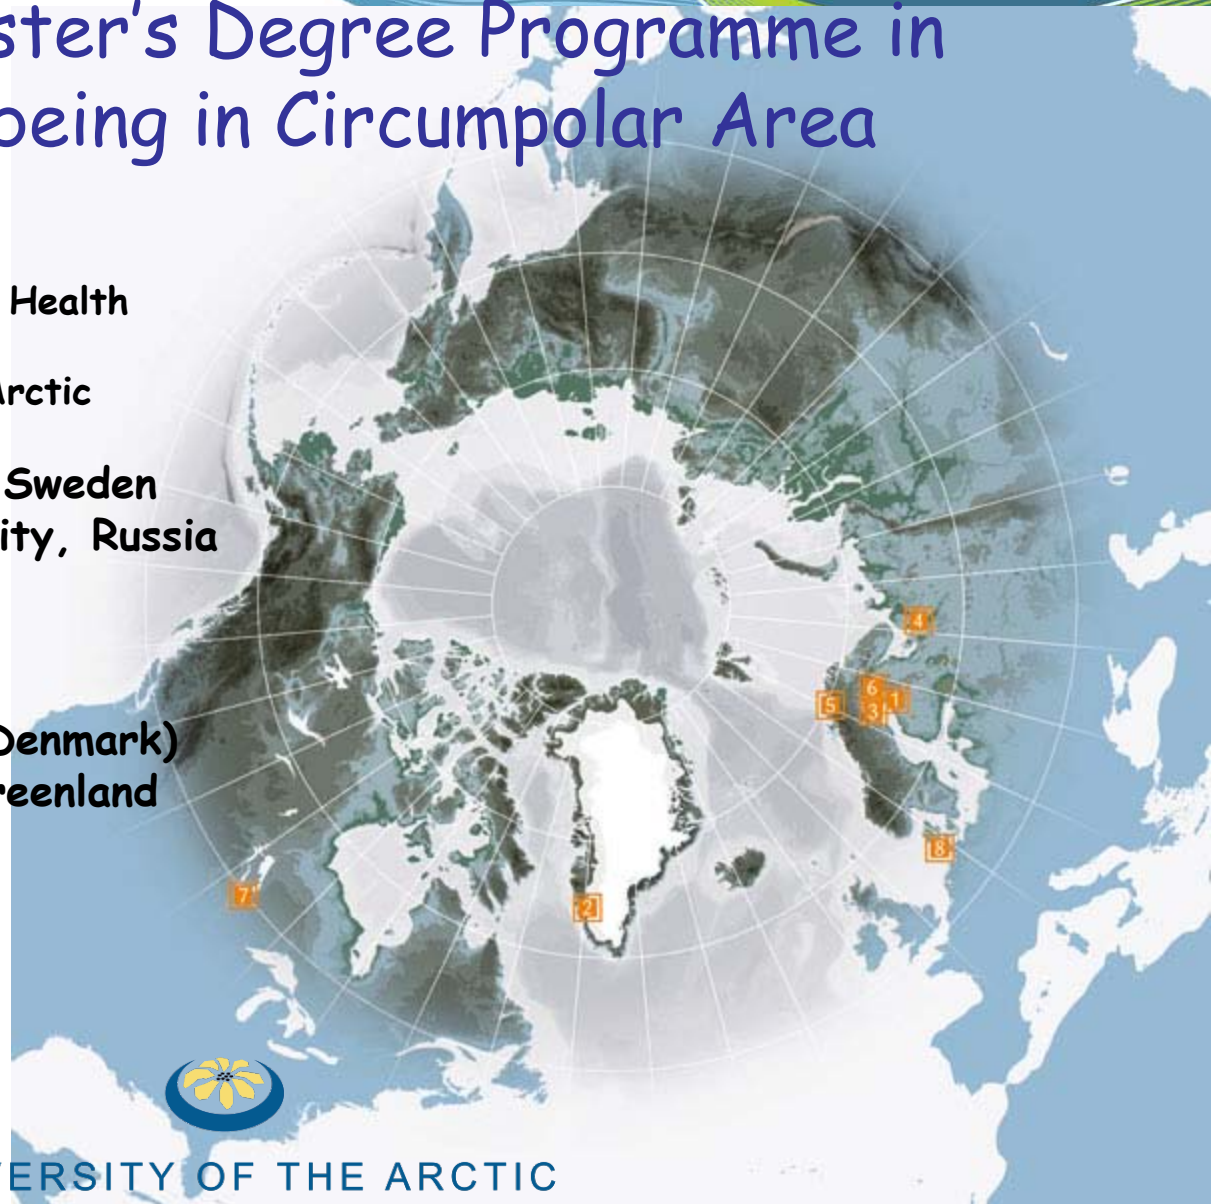 ster's Degree Programme in
being in Circumpolar Area
Health
Arctic
Sweden
ity, Russia
Denmark)
reenland
4
6
1
5
3
8
7
2
ERSITY OF THE ARCTIC